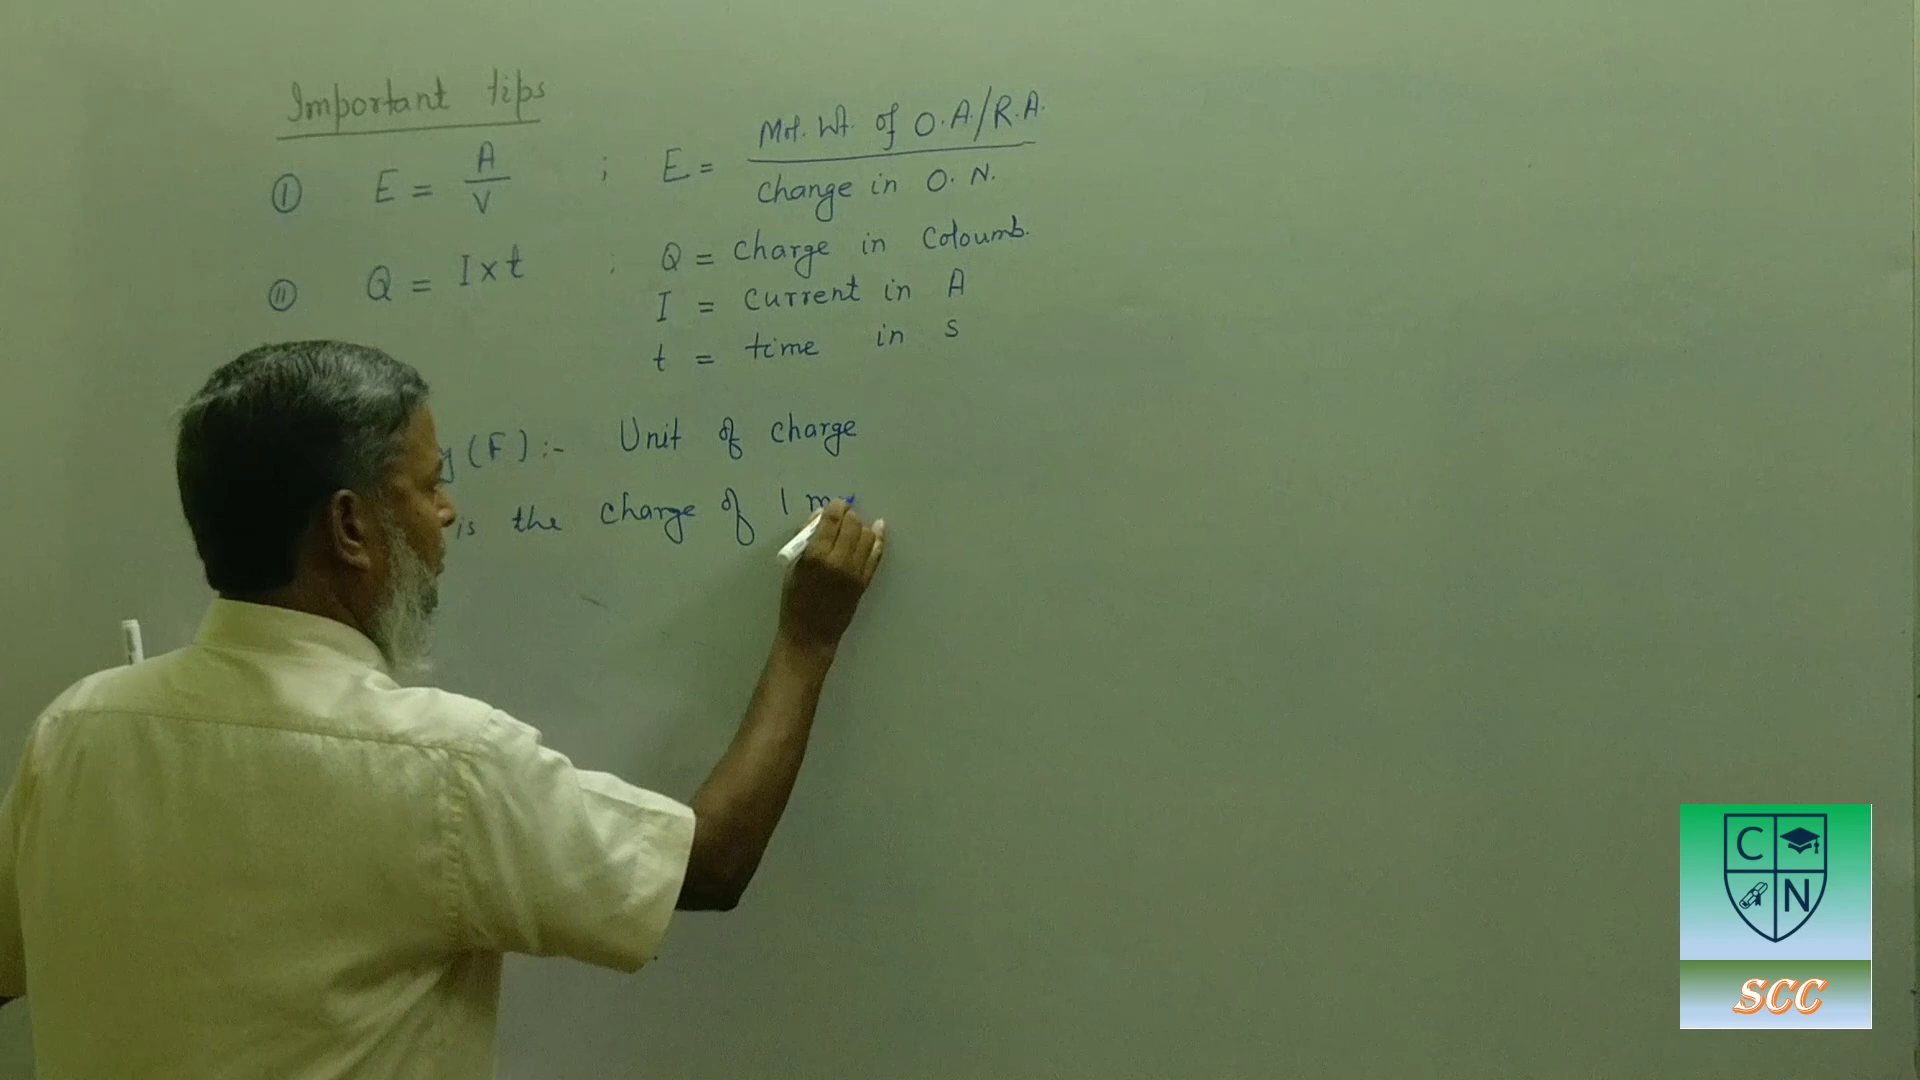 Important tips
① E = A/V ; E = Mol. Wt. of O.A/R.A. / Change in O.N.
② Q = I x t ; Q = Charge in Coloumb.
I = Current in A
t = time in s
y (F) :- Unit of charge
is the charge of 1 m
C
N
SCC